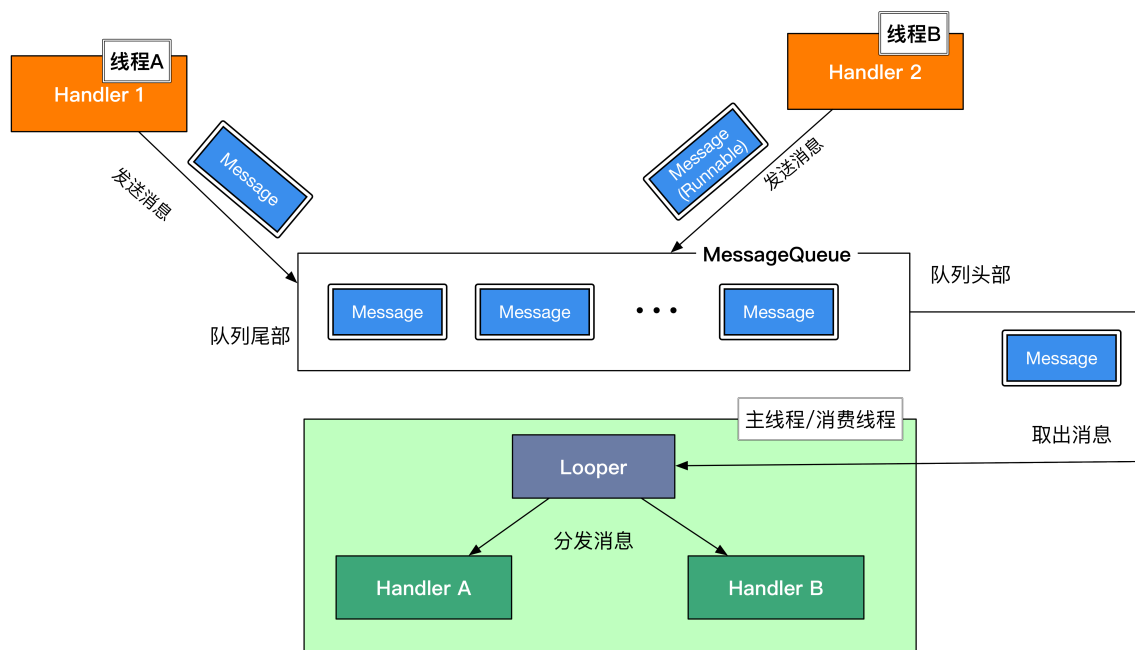 线程A
Handler 1
线程B
Handler 2
Message
发送消息
Message
(Runnable)
发送消息
MessageQueue
队列头部
Message
Message
Message
队列尾部
Message
主线程/消费线程
取出消息
Looper
分发消息
Handler A
Handler B